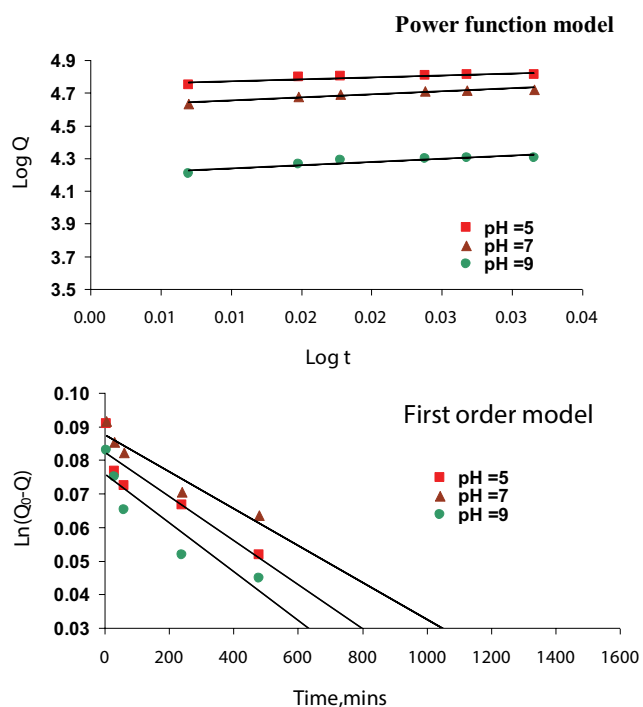 Power function model
4.9
4.7
4.5
4.3
4.1
3.9
3.7
3.5
Log Q
pH =5
pH =7
pH =9
0.00 0.01 0.01 0.02 0.02 0.03 0.03 0.04
Log t
First order model
0.10
0.09
0.08
0.07
0.06
0.05
0.04
0.03
Ln(Q0-Q)
pH =5
pH =7
pH =9
0 200 400 600 800 1000 1200 1400 1600
Time,mins